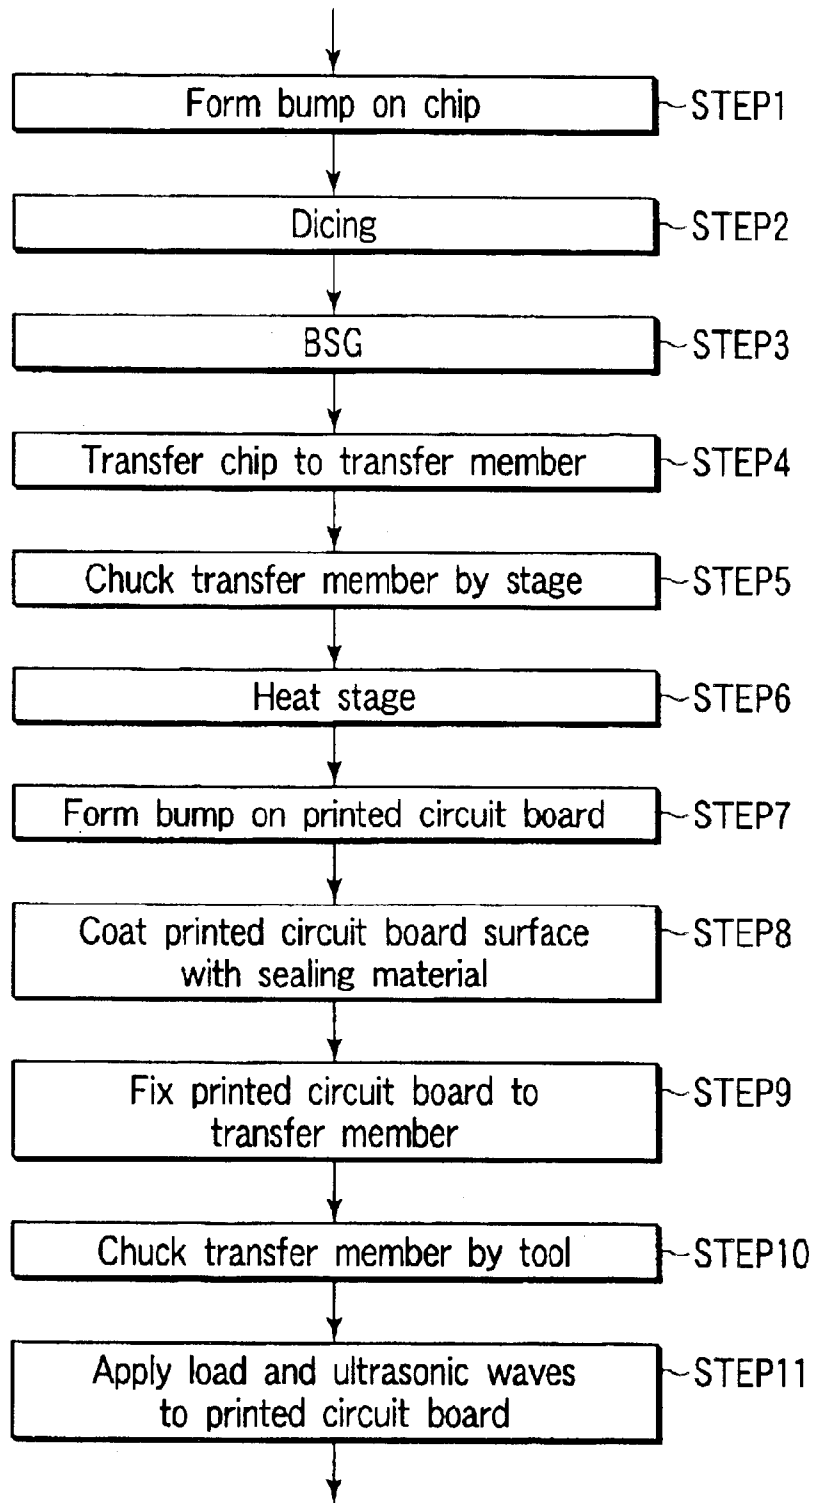 Form bump on chip
STEP1
Dicing
STEP2
BSG
STEP3
Transfer chip to transfer member
STEP4
Chuck transfer member by stage
STEP5
Heat stage
STEP6
Form bump on printed circuit board
STEP7
Coat printed circuit board surface
with sealing material
STEP8
Fix printed circuit board to
transfer member
STEP9
Chuck transfer member by tool
STEP10
Apply load and ultrasonic waves
to printed circuit board
STEP11